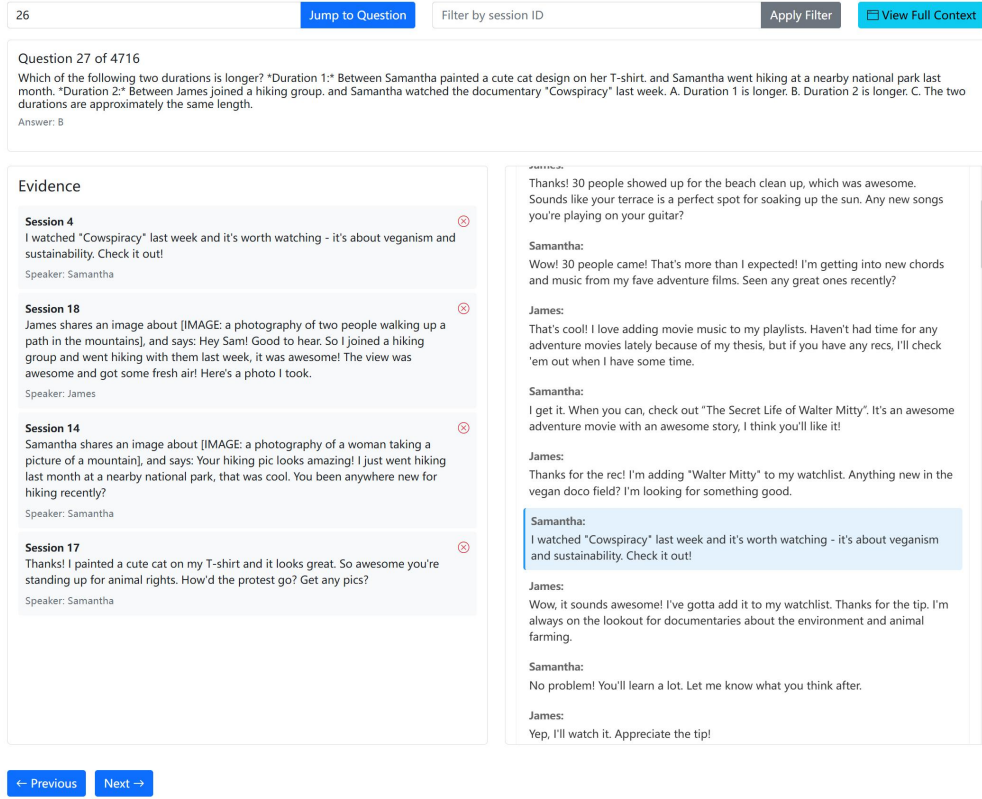 26
Jump to Question
Filter by session ID
Apply Filter
View Full Context
Question 27 of 4716
Which of the following two durations is longer? *Duration 1:* Between Samantha painted a cute cat design on her T-shirt. and Samantha went hiking at a nearby national park last
month. *Duration 2:* Between James joined a hiking group. and Samantha watched the documentary "Cowspiracy" last week. A. Duration 1 is longer. B. Duration 2 is longer. C. The two
durations are approximately the same length.
Answer: B
Evidence
Session 4
I watched "Cowspiracy" last week and it's worth watching - it's about veganism and
sustainability. Check it out!
Speaker: Samantha
Session 18
James shares an image about [IMAGE: a photography of two people walking up a
path in the mountains], and says: Hey Sam! Good to hear. So I joined a hiking
group and went hiking with them last week, it was awesome! The view was
awesome and got some fresh air! Here's a photo I took.
Speaker: James
Session 14
Samantha shares an image about [IMAGE: a photography of a woman taking a
picture of a mountain], and says: Your hiking pic looks amazing! I just went hiking
last month at a nearby national park, that was cool. You been anywhere new for
hiking recently?
Speaker: Samantha
Session 17
Thanks! I painted a cute cat on my T-shirt and it looks great. So awesome you're
standing up for animal rights. How'd the protest go? Get any pics?
Speaker: Samantha
James:
Thanks! 30 people showed up for the beach clean up, which was awesome.
Sounds like your terrace is a perfect spot for soaking up the sun. Any new songs
you're playing on your guitar?
Samantha:
Wow! 30 people came! That's more than I expected! I'm getting into new chords
and music from my fave adventure films. Seen any great ones recently?
James:
That's cool! I love adding movie music to my playlists. Haven't had time for any
adventure movies lately because of my thesis, but if you have any recs, I'll check
'em out when I have some time.
Samantha:
I get it. When you can, check out “The Secret Life of Walter Mitty”. It's an awesome
adventure movie with an awesome story, I think you'll like it!
James:
Thanks for the rec! I'm adding "Walter Mitty" to my watchlist. Anything new in the
vegan doco field? I'm looking for something good.
Samantha:
I watched "Cowspiracy" last week and it's worth watching - it's about veganism
and sustainability. Check it out!
James:
Wow, it sounds awesome! I've gotta add it to my watchlist. Thanks for the tip. I'm
always on the lookout for documentaries about the environment and animal
farming.
Samantha:
No problem! You'll learn a lot. Let me know what you think after.
James:
Yep, I'll watch it. Appreciate the tip!
← Previous
Next →